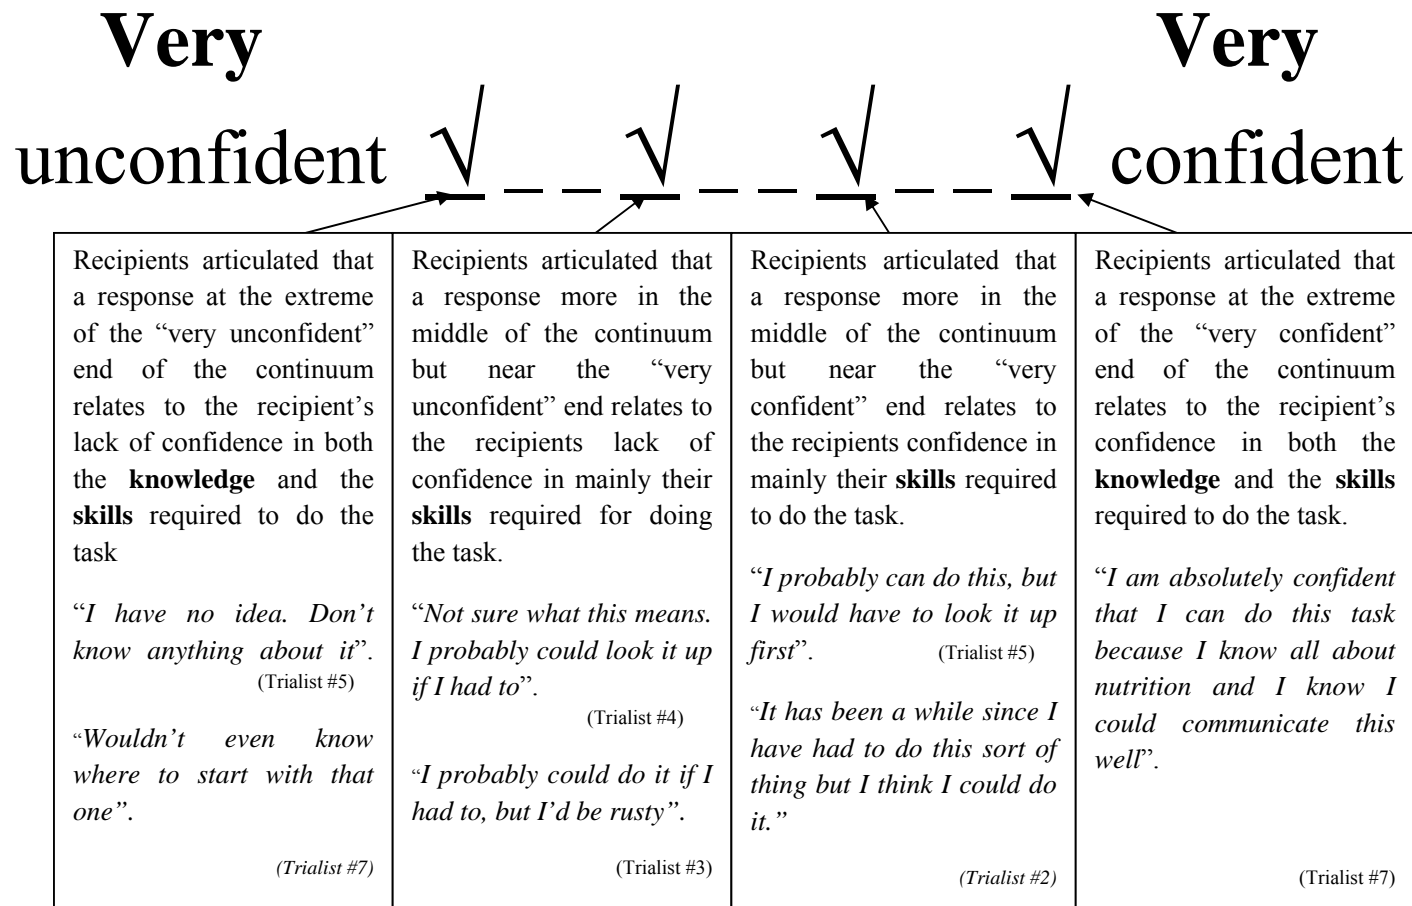 Very
unconfident
√ √ √ √
Very
confident
Recipients articulated that
a response at the extreme
of the “very unconfident”
end of the continuum
relates to the recipient’s
lack of confidence in both
the knowledge and the
skills required to do the
task
“I have no idea. Don’t
know anything about it”.
(Trialist #5)
“Wouldn’t even know
where to start with that
one”.
(Trialist #7)
Recipients articulated that
a response more in the
middle of the continuum
but near the “very
unconfident” end relates to
the recipients lack of
confidence in mainly their
skills required for doing
the task.
“Not sure what this means.
I probably could look it up
if I had to”.
(Trialist #4)
“I probably could do it if I
had to, but I’d be rusty”.
(Trialist #3)
Recipients articulated that
a response more in the
middle of the continuum
but near the “very
confident” end relates to
the recipients confidence in
mainly their skills required
to do the task.
“I probably can do this, but
I would have to look it up
first”. (Trialist #5)
“It has been a while since I
have had to do this sort of
thing but I think I could do
it.”
(Trialist #2)
Recipients articulated that
a response at the extreme
of the “very confident”
end of the continuum
relates to the recipient’s
confidence in both the
knowledge and the skills
required to do the task.
“I am absolutely confident
that I can do this task
because I know all about
nutrition and I know I
could communicate this
well”.
(Trialist #7)